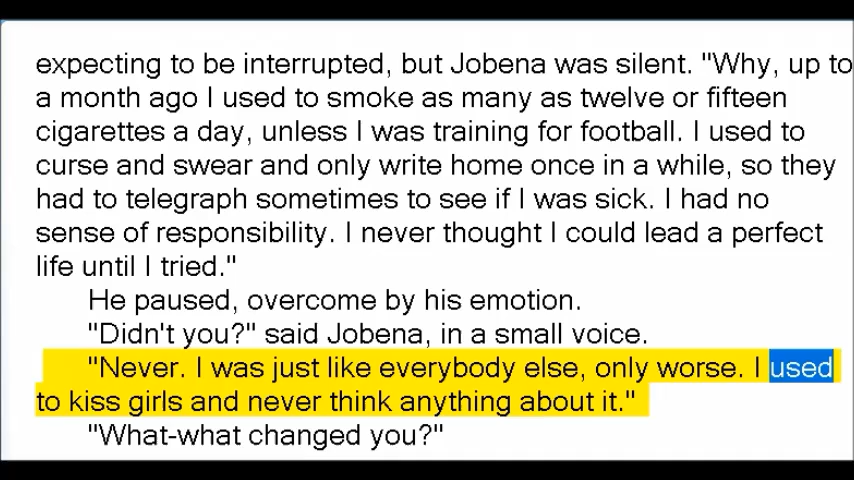 expecting to be interrupted, but Jobena was silent. "Why, up to
a month ago I used to smoke as many as twelve or fifteen
cigarettes a day, unless I was training for football. I used to
curse and swear and only write home once in a while, so they
had to telegraph sometimes to see if I was sick. I had no
sense of responsibility. I never thought I could lead a perfect
life until I tried."
He paused, overcome by his emotion.
"Didn't you?" said Jobena, in a small voice.
"Never. I was just like everybody else, only worse. I used
to kiss girls and never think anything about it."
"What-what changed you?"